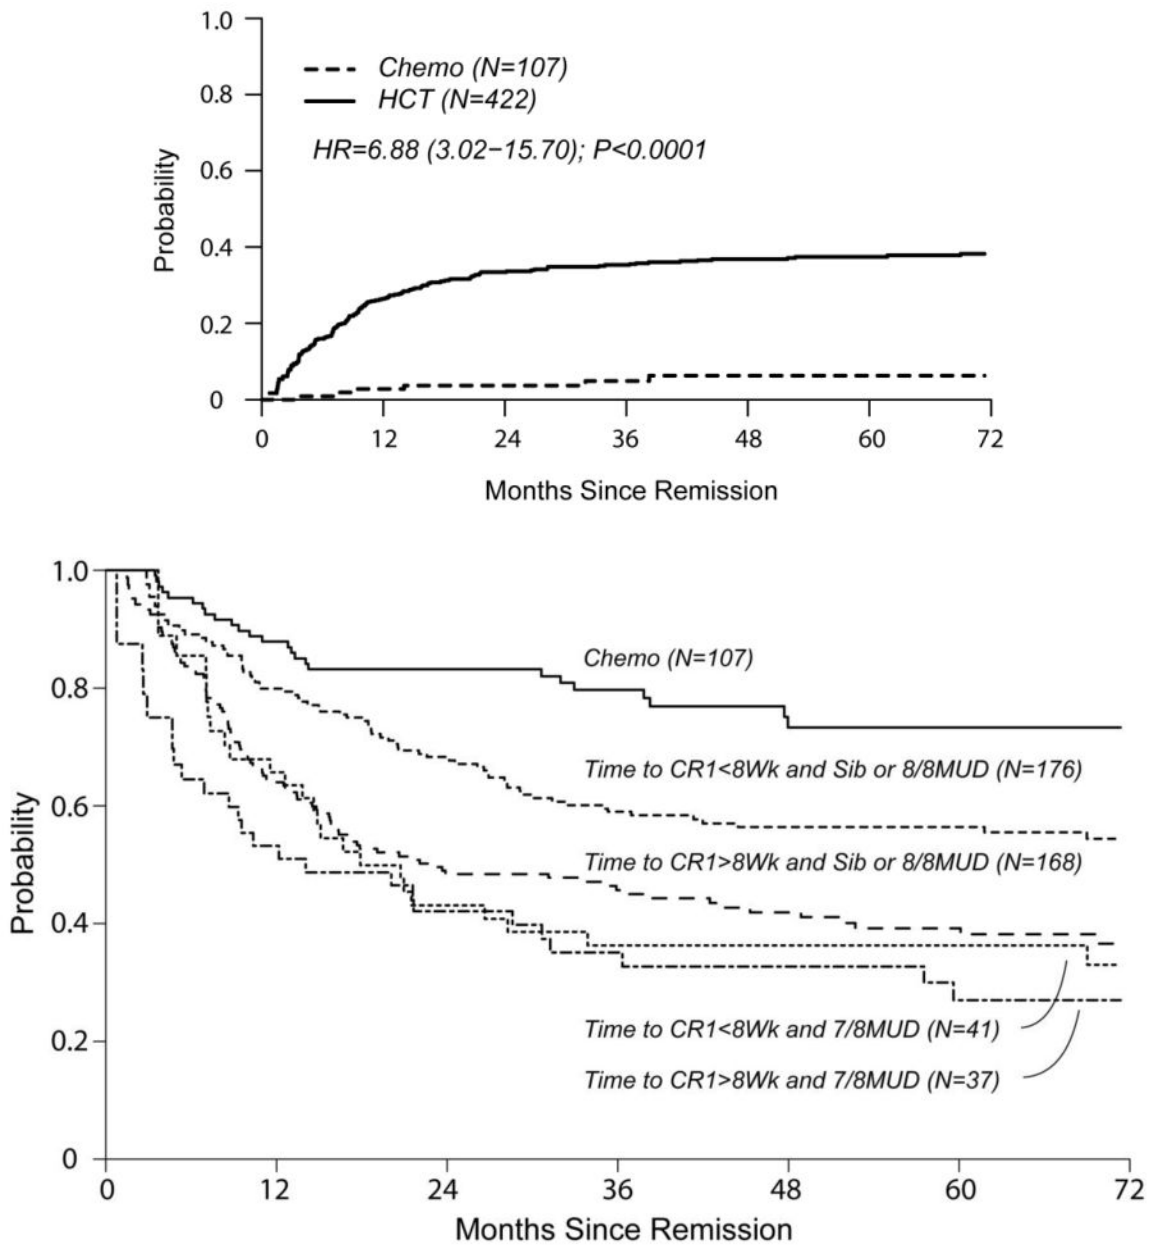 1.0
Chemo (N=107)
0.8
HCT (N=422)
HR=6.88 (3.02−15.70); P<0.0001
0.6
Probability
0.4
0.2
0
0 12 24 36 48 60 72
Months Since Remission
1.0
Chemo (N=107)
0.8
Time to CR1<8Wk and Sib or 8/8MUD (N=176)
0.6
Probability
Time to CR1>8Wk and Sib or 8/8MUD (N=168)
0.4
Time to CR1<8Wk and 7/8MUD (N=41)
0.2
Time to CR1>8Wk and 7/8MUD (N=37)
0
0 12 24 36 48 60 72
Months Since Remission